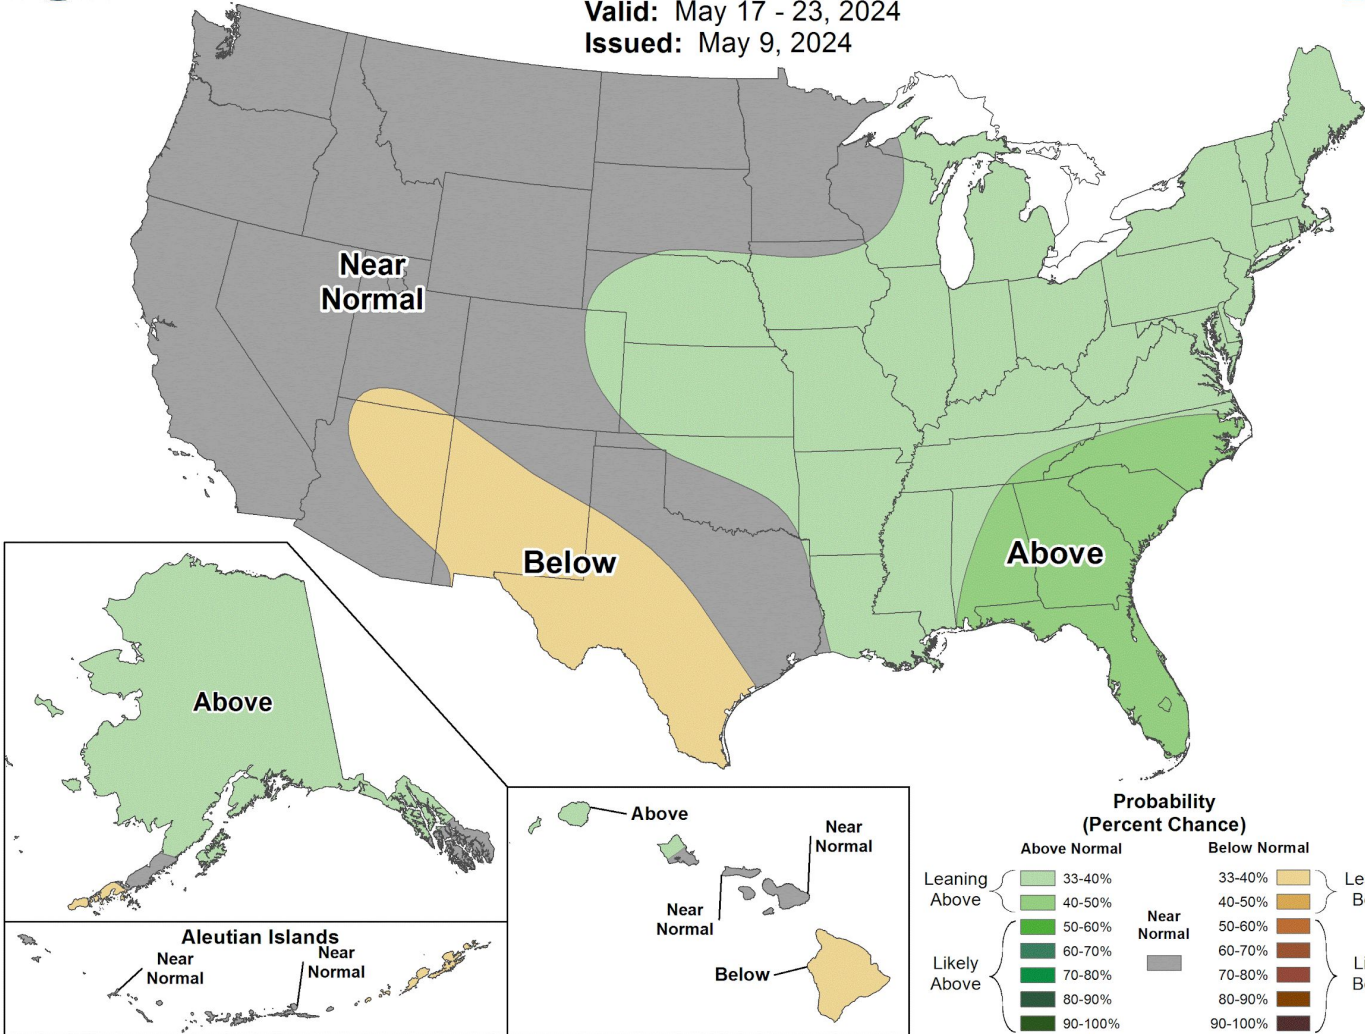 Valid: May 17 - 23, 2024
Issued: May 9, 2024
Near
Normal
Below
Above
Above
Aleutian Islands
Near
Normal
Near
Normal
Above
Near
Normal
Near
Normal
Below
Probability
(Percent Chance)
Above Normal
Below Normal
Leaning
Above
33-40%
40-50%
50-60%
60-70%
70-80%
80-90%
90-100%
Likely
Above
Near
Normal
33-40%
40-50%
50-60%
60-70%
70-80%
80-90%
90-100%